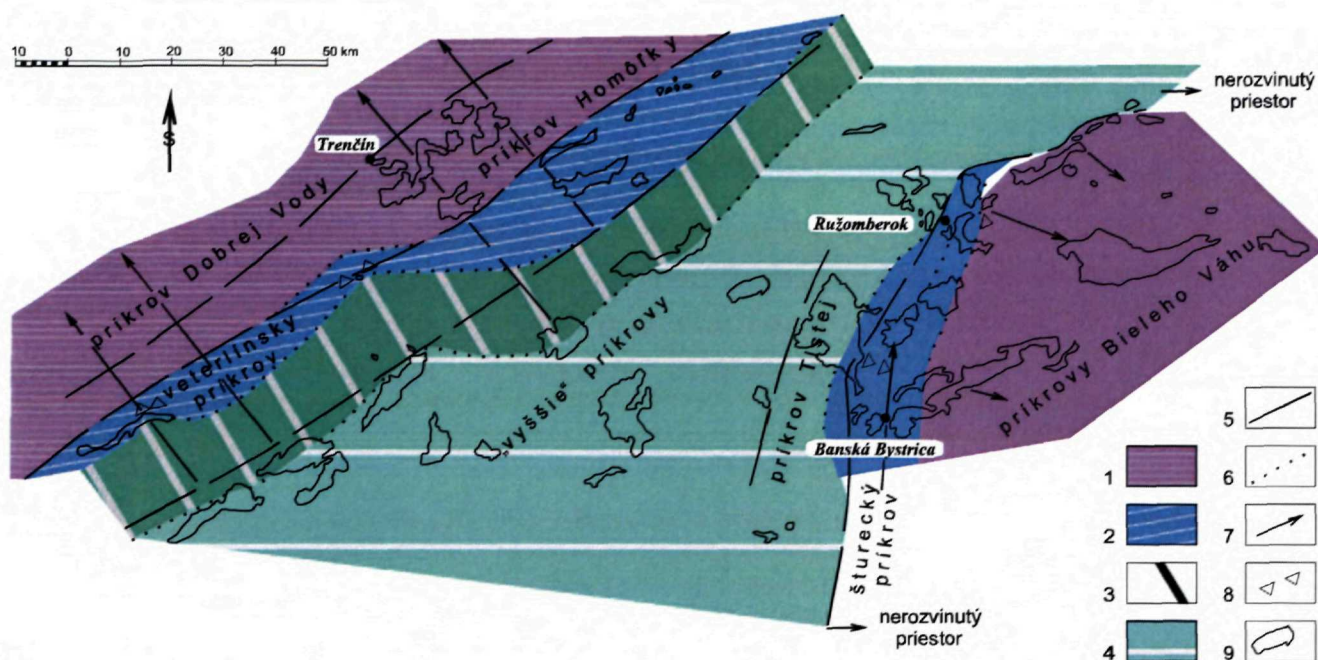 10 0 10 20 30 40 50 km
S
Trenčín
príkrov Dobrej Vody
príkrov Homôľky
veterlínsky
príkrov
„vyššie“ príkrovy
nerozvinutý
priestor
Ružomberok
príkrov Tlstej
Banská Bystrica
príkrovy Bieleho Váhu
šturecký
príkrov
nerozvinutý
priestor
1
2
3
4
5
6
7
8
9